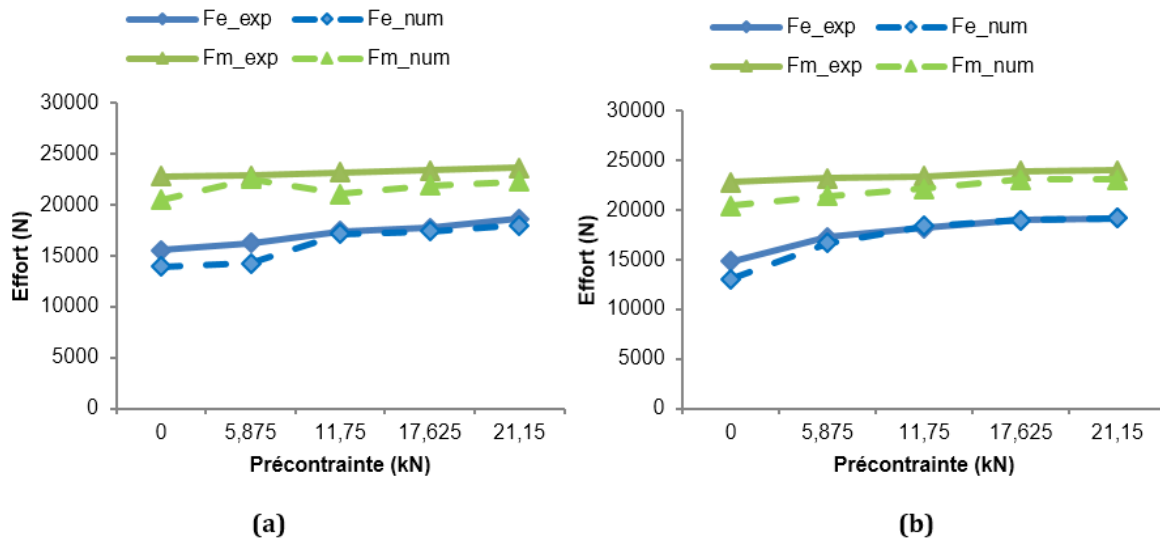 Fe_exp Fe_num
Fm_exp Fm_num
30000
25000
20000
15000
10000
5000
0
Effort (N)
0 5,875 11,75 17,625 21,15
Précontrainte (kN)
(a)
Fe_exp Fe_num
Fm_exp Fm_num
30000
25000
20000
15000
10000
5000
0
Effort (N)
0 5,875 11,75 17,625 21,15
Précontrainte (kN)
(b)